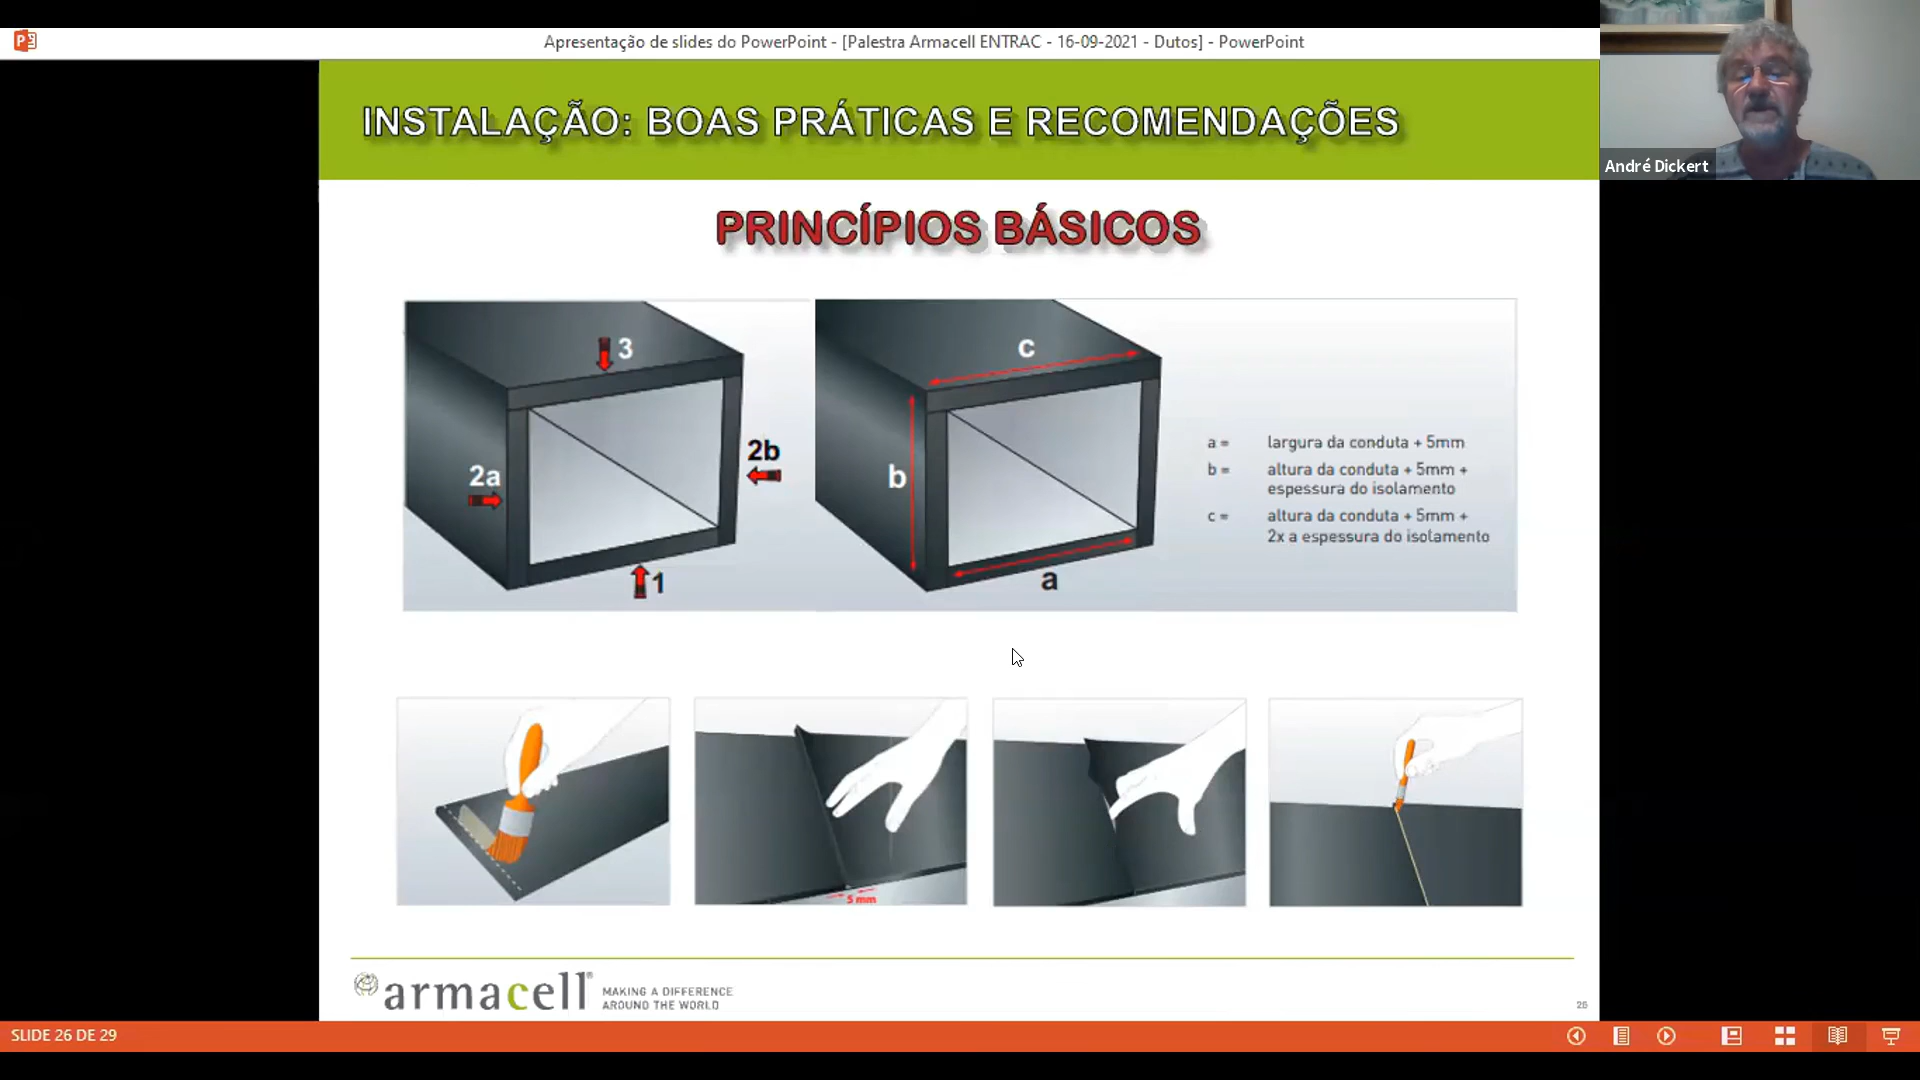 Apresentação de slides do PowerPoint - [Palestra Armacell ENTRAC - 16-09-2021 - Dutos] - PowerPoint
André Dickert
INSTALAÇÃO: BOAS PRÁTICAS E RECOMENDAÇÕES
PRINCÍPIOS BÁSICOS
3
2a
2b
1
c
b
a
a = largura da conduta + 5mm
b = altura da conduta + 5mm +
espessura do isolamento
c = altura da conduta + 5mm +
2x a espessura do isolamento
5 mm
armacell®
MAKING A DIFFERENCE
AROUND THE WORLD
26
SLIDE 26 DE 29